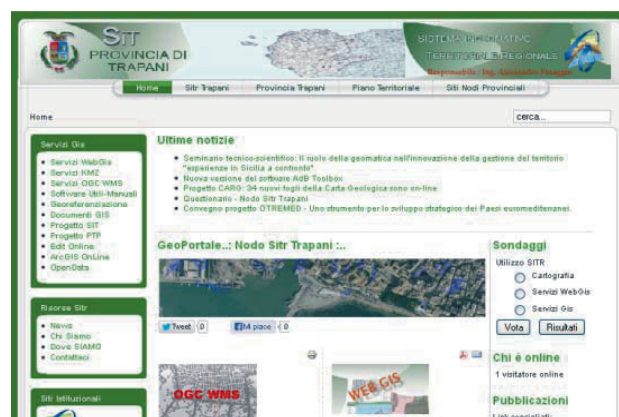 SIT
PROVINCIA DI
TRAPANI
SISTEMA INFORMATIVO
TERRITORIALE REGIONALE
Responsabile: Ing.
Home
Sitr Trapani
Provincia Trapani
Piano Territoriale
Siti Nodi Provinciali
Home
cerca...
Servizi Gis
Servizi WebGis
Servizi KMZ
Servizi OGC WMS
Software Utili-Manuali
Georeferenziazione
Documenti GIS
Progetto SIT
Progetto PTP
Edit Online
ArcGIS OnLine
OpenData
Risorse Sitr
News
Chi Siamo
Dove SIAMO
Contattaci
Siti Istituzionali
Ultime notizie
Seminario tecnico-scientifico: Il ruolo della geomatica nell'innovazione della gestione del territorio
"esperienze in Sicilia a confronto".
Nuova versione del software AdB Toolbox
Progetto CARG: 34 nuovi fogli della Carta Geologica sono on-line
Questionario - Nodo Sitr Trapani
Convegno progetto OTREMED - Uno strumento per lo sviluppo strategico dei Paesi euromediterranei.
GeoPortale..: Nodo Sitr Trapani :..
Tweet 0
Mi piace 0
OGC WMS
WEB GIS
Sondaggi
Utilizzo SITR
Cartografia
Servizi WebGis
Servizi Gis
Vota
Risultati
Chi è online
1 visitatore online
Pubblicazioni